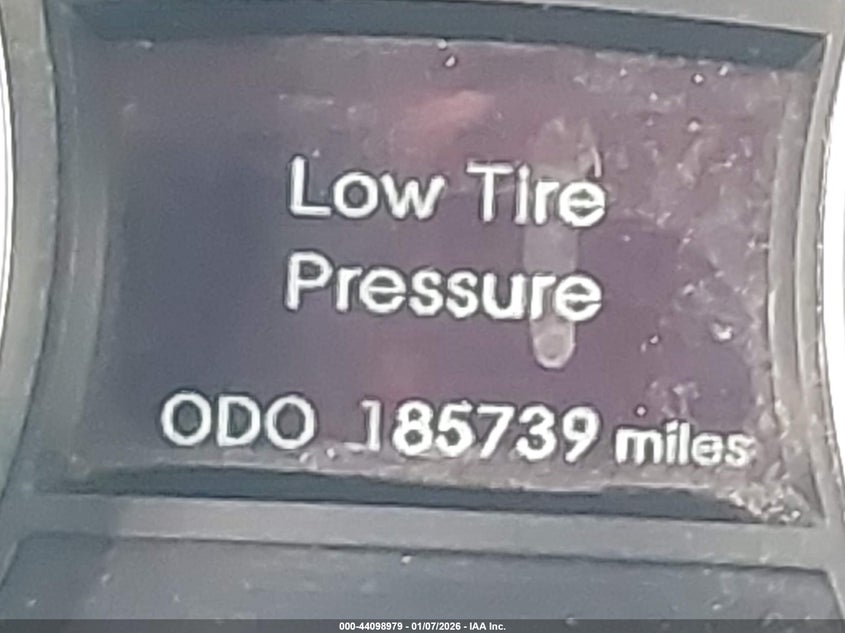 Low Tire
Pressure
ODO 185739 miles
000-44098979 - 01/07/2026 - IAA Inc.